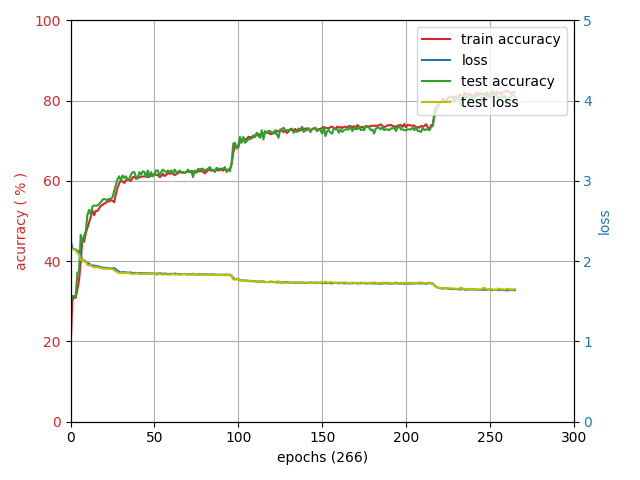 train accuracy
loss
test accuracy
test loss
acurracy ( % )
100
80
60
40
20
0
5
4
3
2
1
0
loss
0 50 100 150 200 250 300
epochs (266)